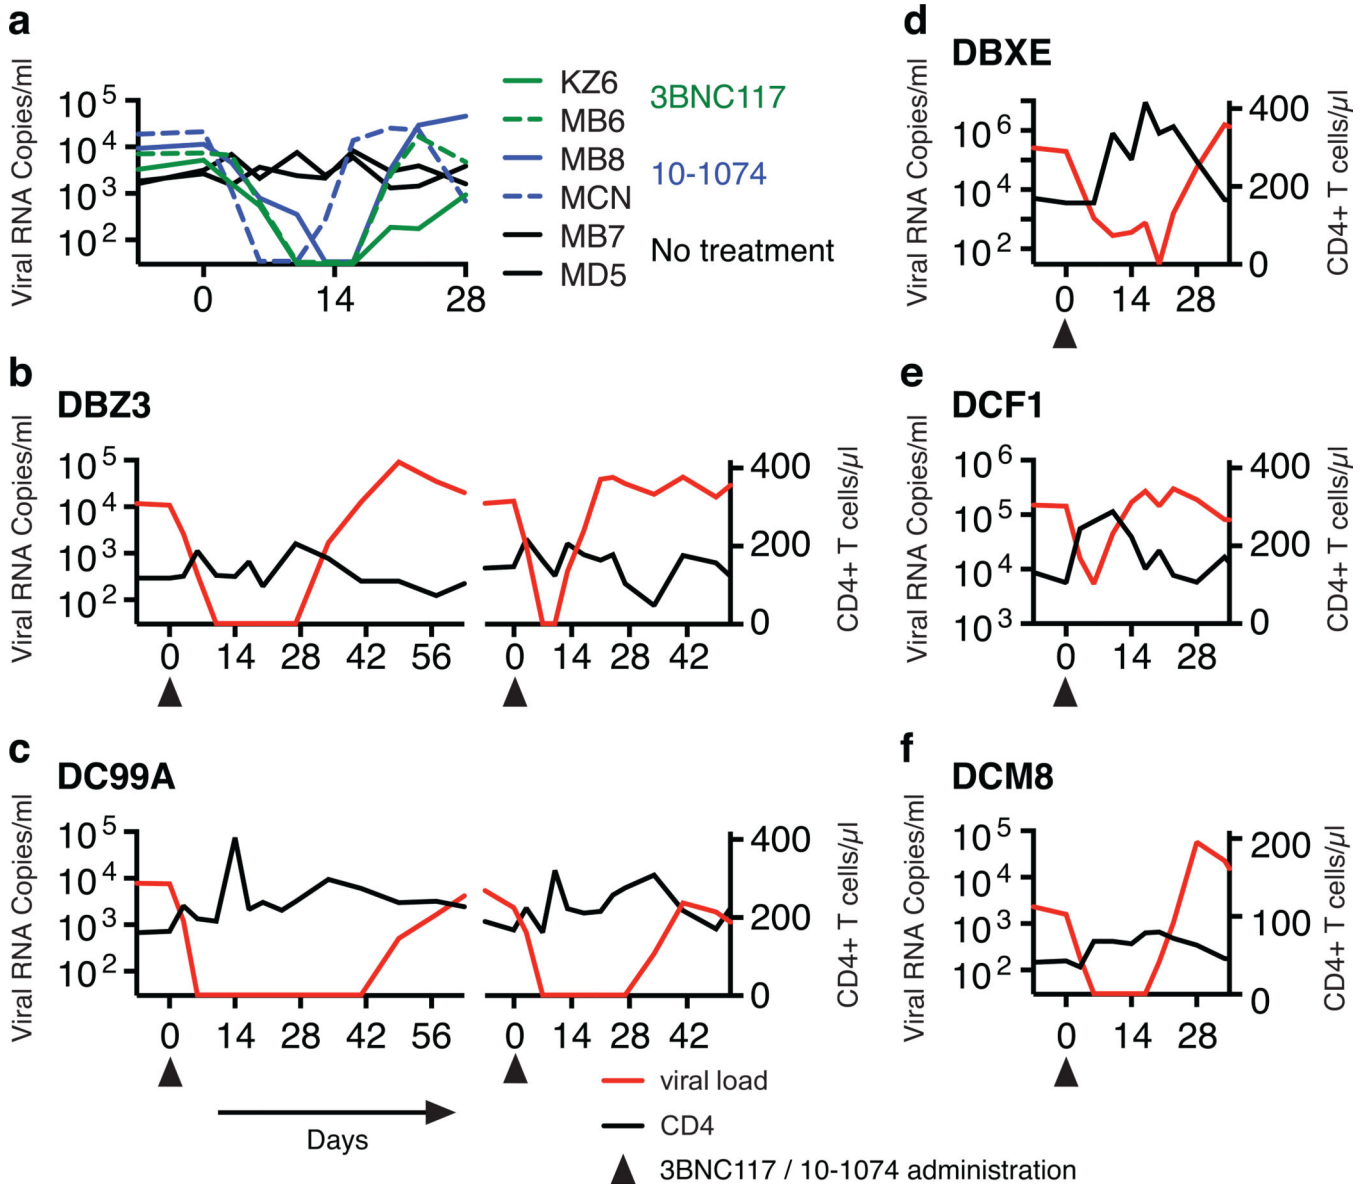 a
Viral RNA Copies/ml
10^5
10^4
10^3
10^2
0 14 28
KZ6
MB6
MB8
MCN
MB7
MD5
3BNC117
10-1074
No treatment
d
DBXE
Viral RNA Copies/ml
10^6
10^4
10^2
0 14 28
400
200
0
CD4+ T cells/µl
b
DBZ3
Viral RNA Copies/ml
10^5
10^4
10^3
10^2
0 14 28 42 56
0 14 28 42
400
200
0
CD4+ T cells/µl
e
DCF1
Viral RNA Copies/ml
10^6
10^5
10^4
10^3
0 14 28
400
200
0
CD4+ T cells/µl
c
DC99A
Viral RNA Copies/ml
10^5
10^4
10^3
10^2
0 14 28 42 56
0 14 28 42
400
200
0
CD4+ T cells/µl
f
DCM8
Viral RNA Copies/ml
10^5
10^4
10^3
10^2
0 14 28
200
100
0
CD4+ T cells/µl
Days
viral load
CD4
3BNC117 / 10-1074 administration